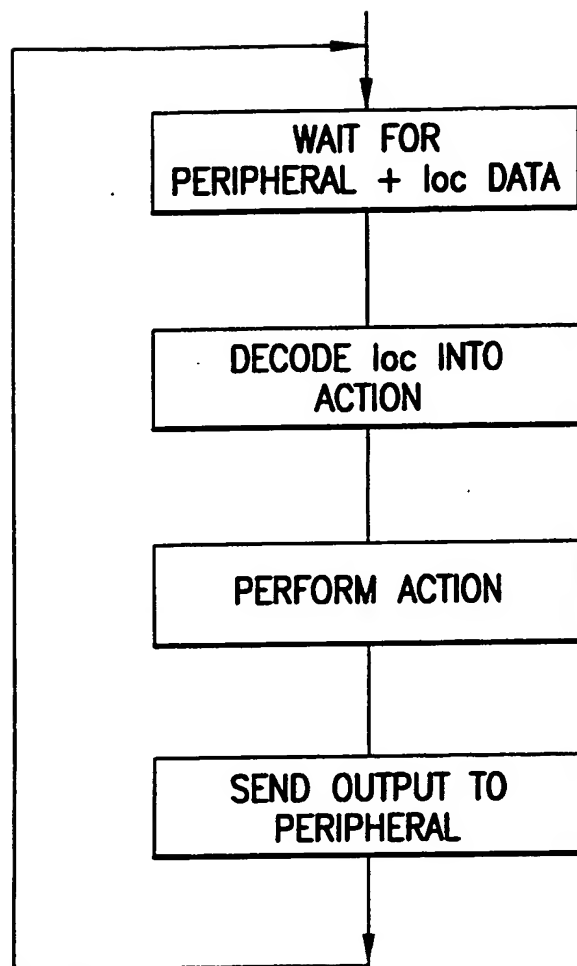 WAIT FOR
PERIPHERAL + loc DATA
DECODE loc INTO
ACTION
PERFORM ACTION
SEND OUTPUT TO
PERIPHERAL